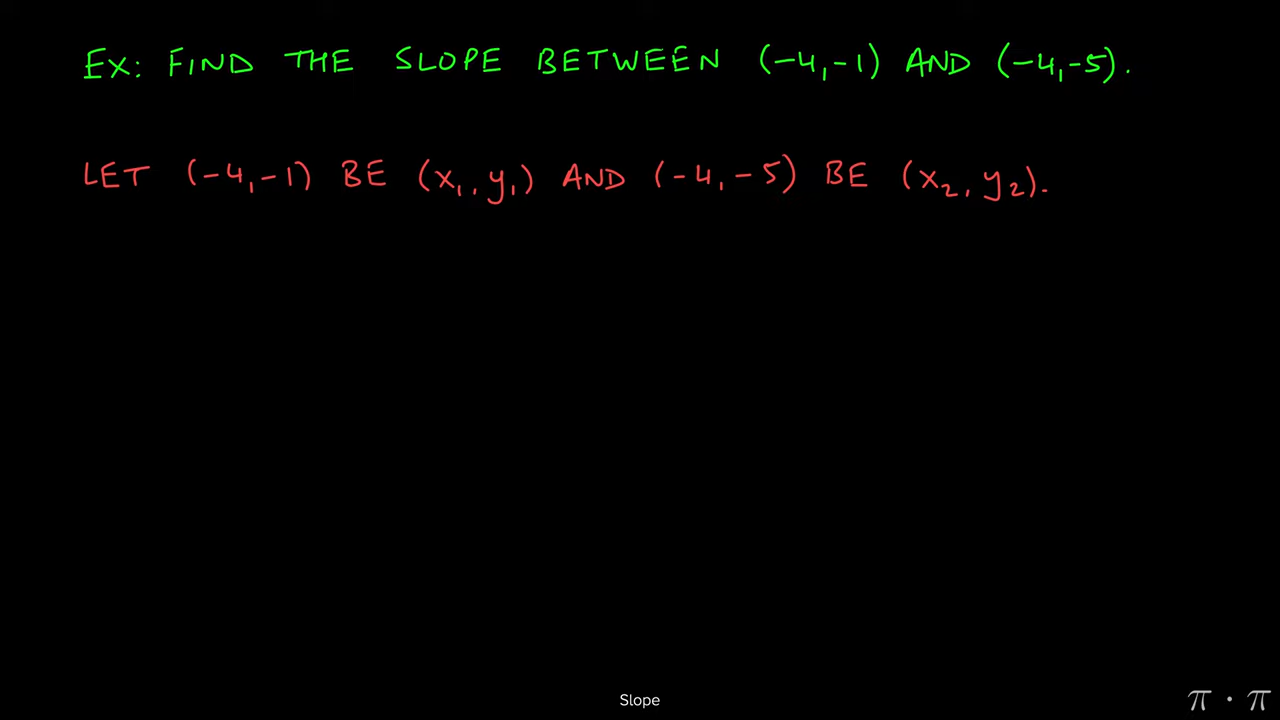 EX: FIND THE SLOPE BETWEEN (-4,-1) AND (-4,-5).
LET (-4,-1) BE (x₁, y₁) AND (-4,-5) BE (x₂, y₂).
Slope
π · π